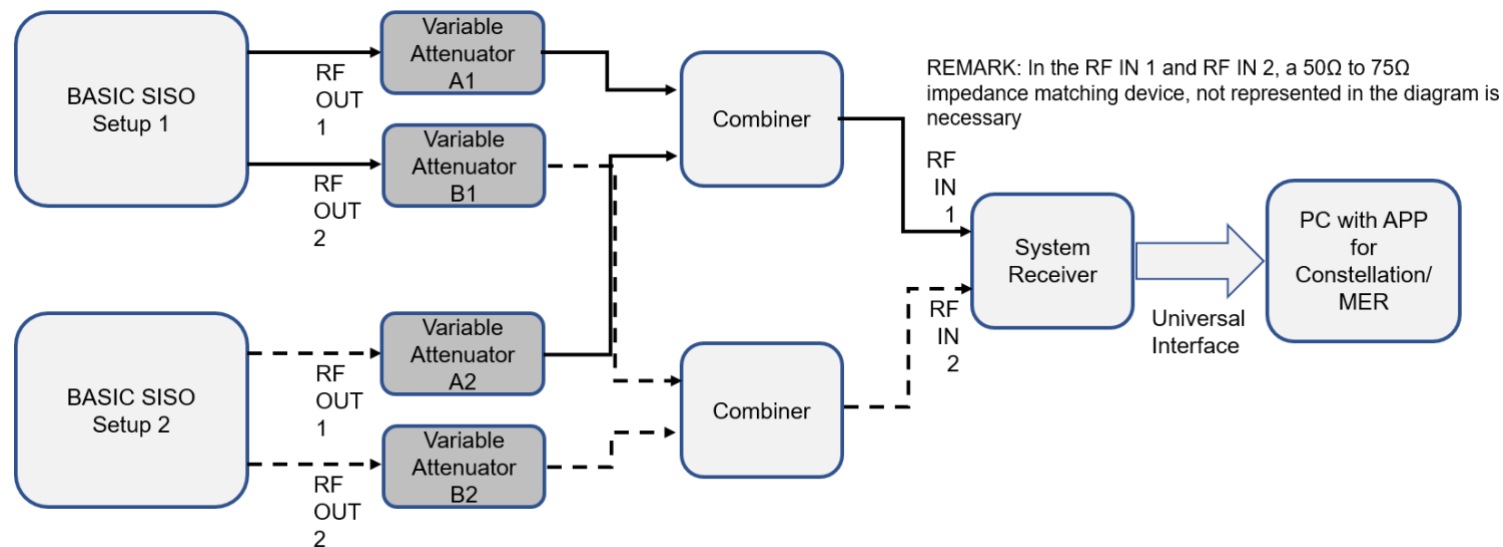 BASIC SISO
Setup 1
RF
OUT
1
RF
OUT
2
Variable
Attenuator
A1
Variable
Attenuator
B1
Combiner
REMARK: In the RF IN 1 and RF IN 2, a 50Ω to 75Ω
impedance matching device, not represented in the diagram is
necessary
RF
IN
1
System
Receiver
RF
IN
2
Universal
Interface
PC with APP
for
Constellation/
MER
BASIC SISO
Setup 2
RF
OUT
1
RF
OUT
2
Variable
Attenuator
A2
Variable
Attenuator
B2
Combiner